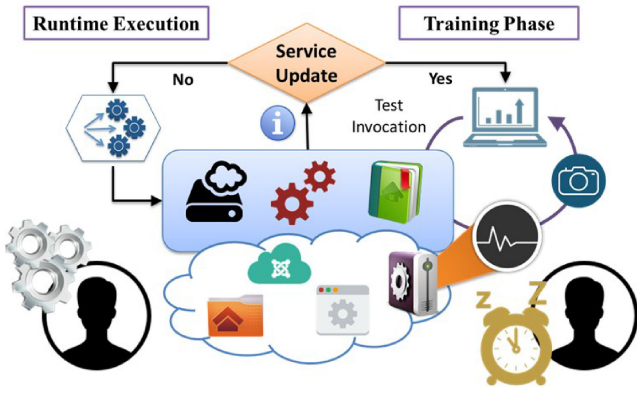 Runtime Execution
Training Phase
Service
Update
No
Yes
Test
Invocation
i
Z
Z